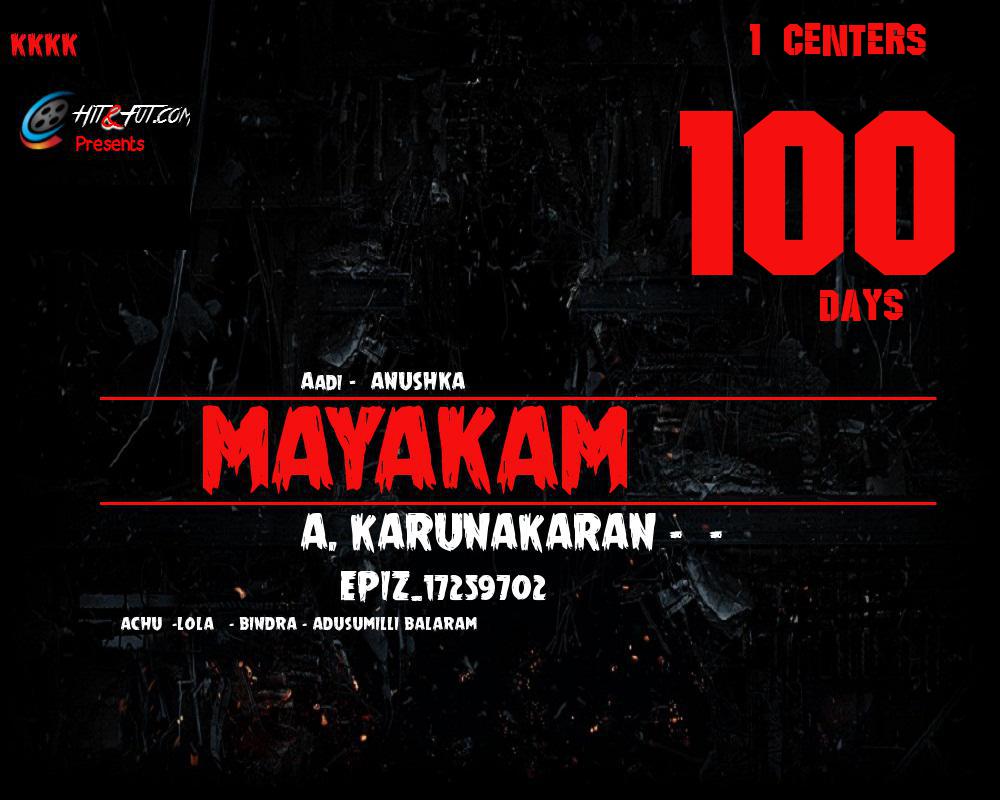 KKKK
1 CENTERS
HIT&FUT.COM
Presents
100
DAYS
AADI - ANUSHKA
MAYAKAM
A. KARUNAKARAN - -
EPIZ_17259702
ACHU -LOLA - BINDRA - ADUSUMILLI BALARAM